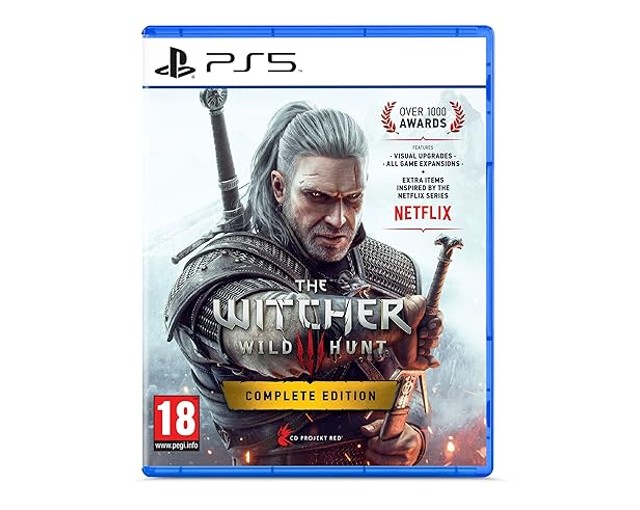 PS5
OVER 1000
AWARDS
FEATURES
- VISUAL UPGRADES -
- ALL GAME EXPANSIONS -
+
EXTRA ITEMS
INSPIRED BY THE
NETFLIX SERIES
NETFLIX
THE
WITCHER
WILD III HUNT
COMPLETE EDITION
18
www.pegi.info
CD PROJEKT RED